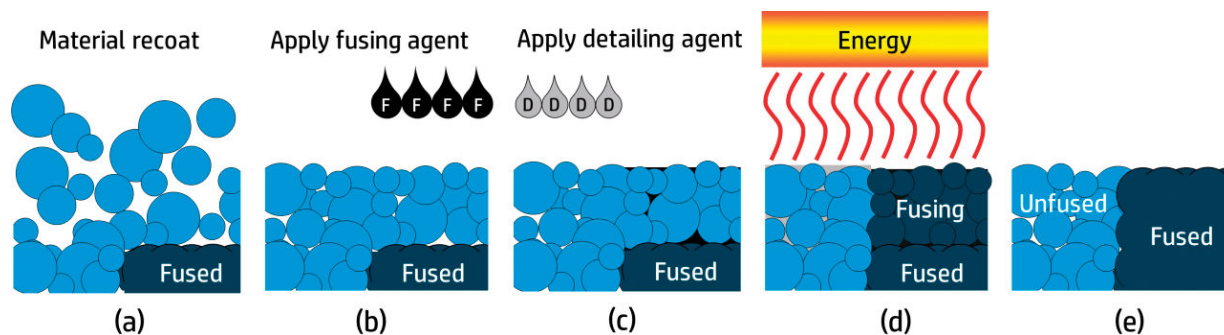 Material recoat
Apply fusing agent
Apply detailing agent
Energy
F F F F
D D D D
Fused
Fused
Fused
Fusing
Fused
Unfused
Fused
(a)
(b)
(c)
(d)
(e)